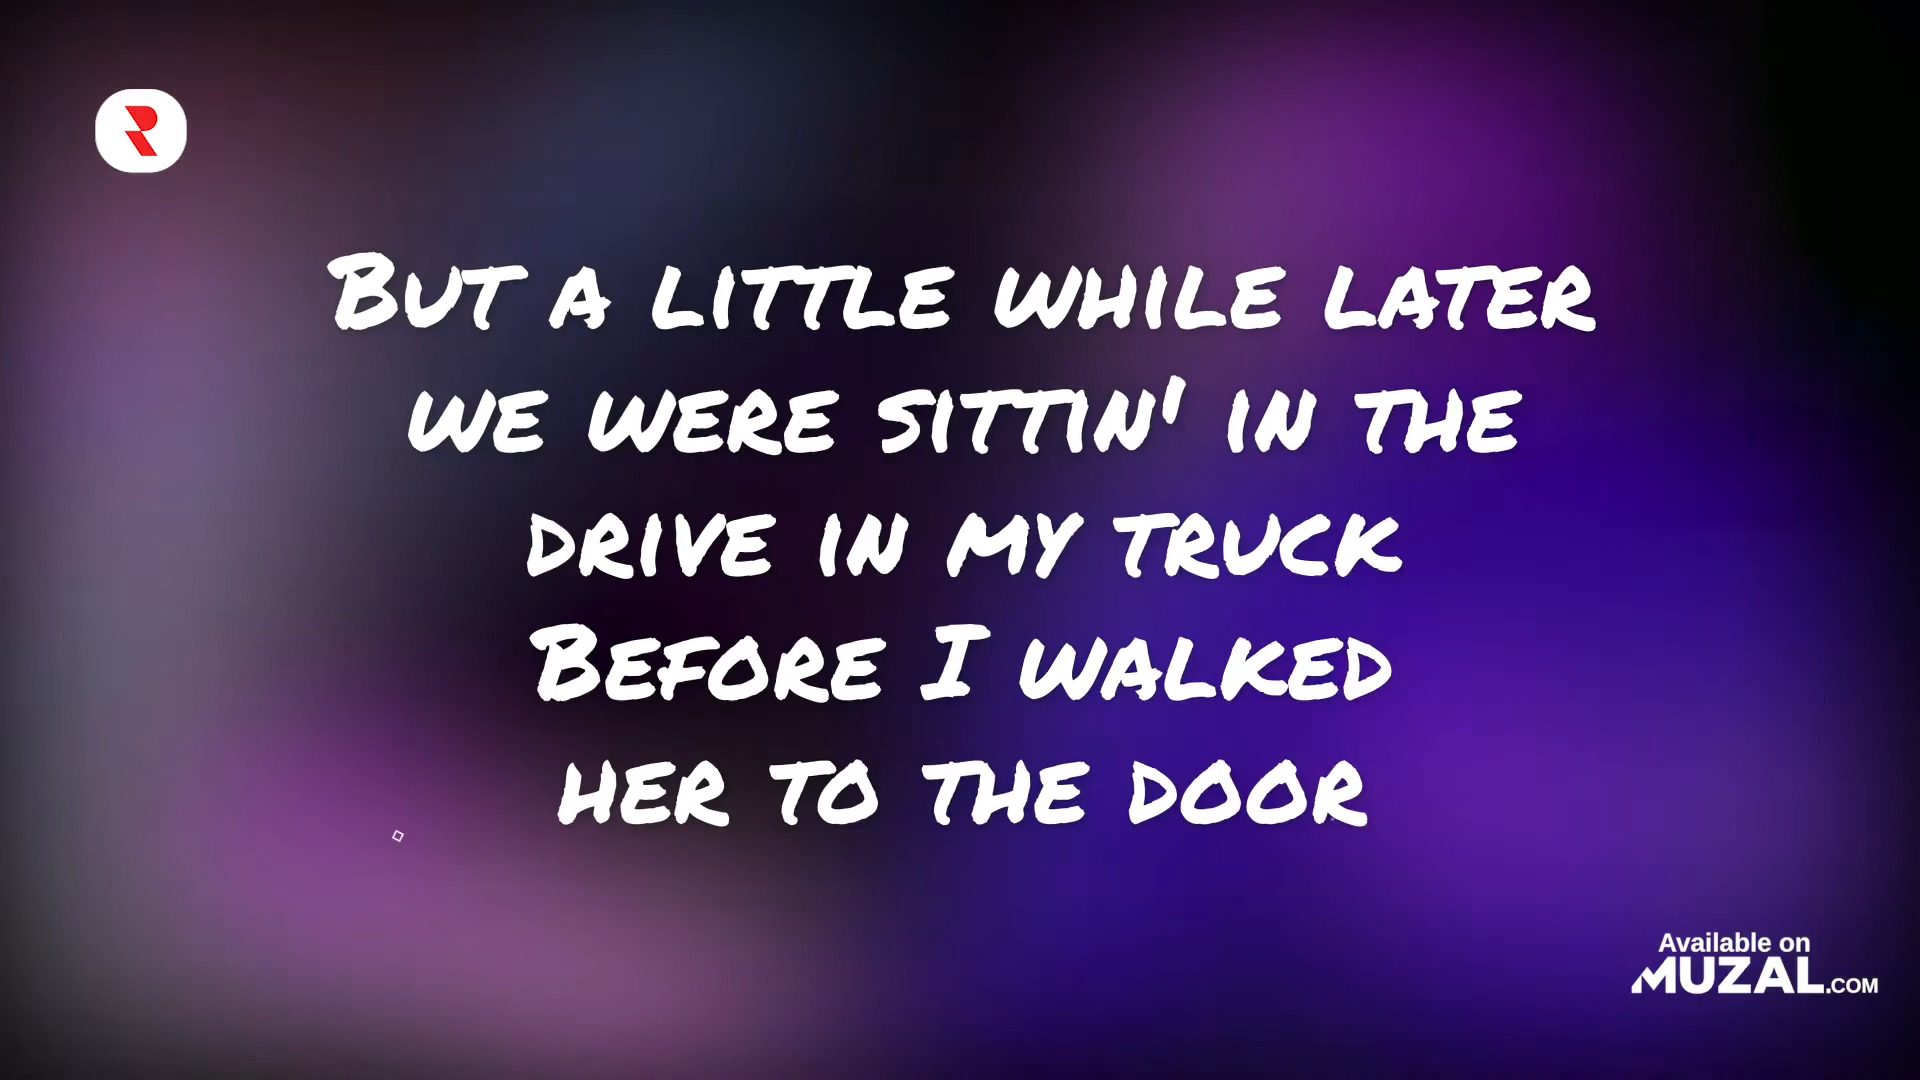 But a little while later
we were sittin' in the
drive in my truck
Before I walked
her to the door
Available on
MUZAL.COM